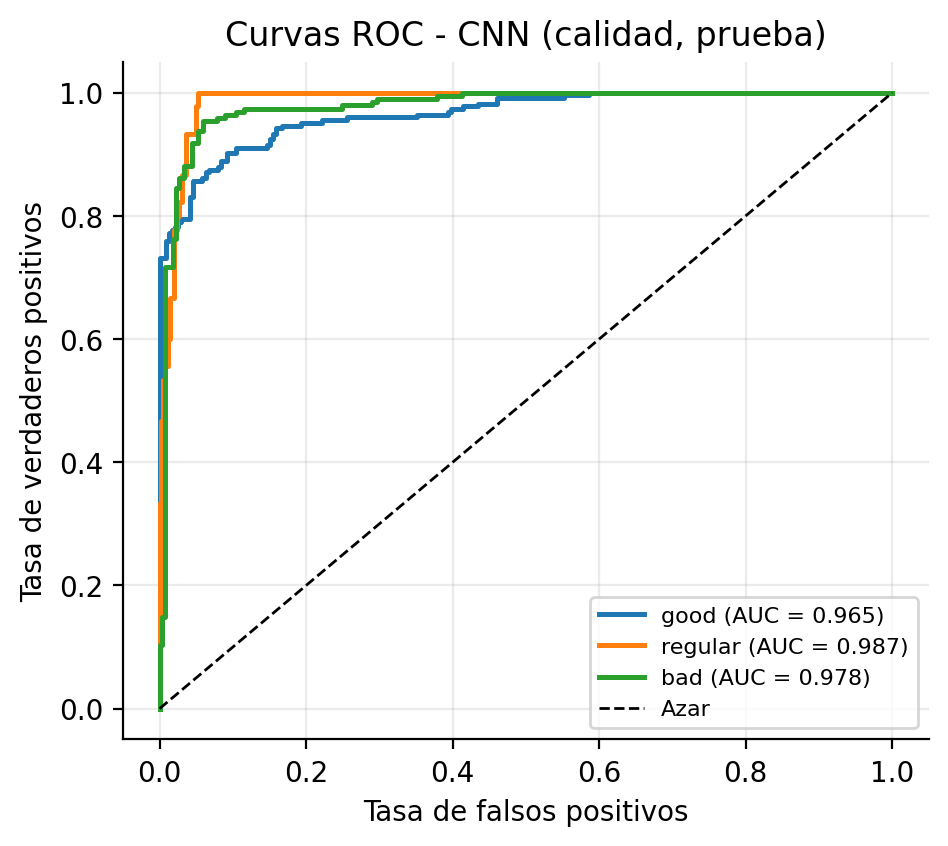 Curvas ROC - CNN (calidad, prueba)
Tasa de verdaderos positivos
1.0
0.8
0.6
0.4
0.2
0.0
0.0 0.2 0.4 0.6 0.8 1.0
Tasa de falsos positivos
good (AUC = 0.965)
regular (AUC = 0.987)
bad (AUC = 0.978)
Azar